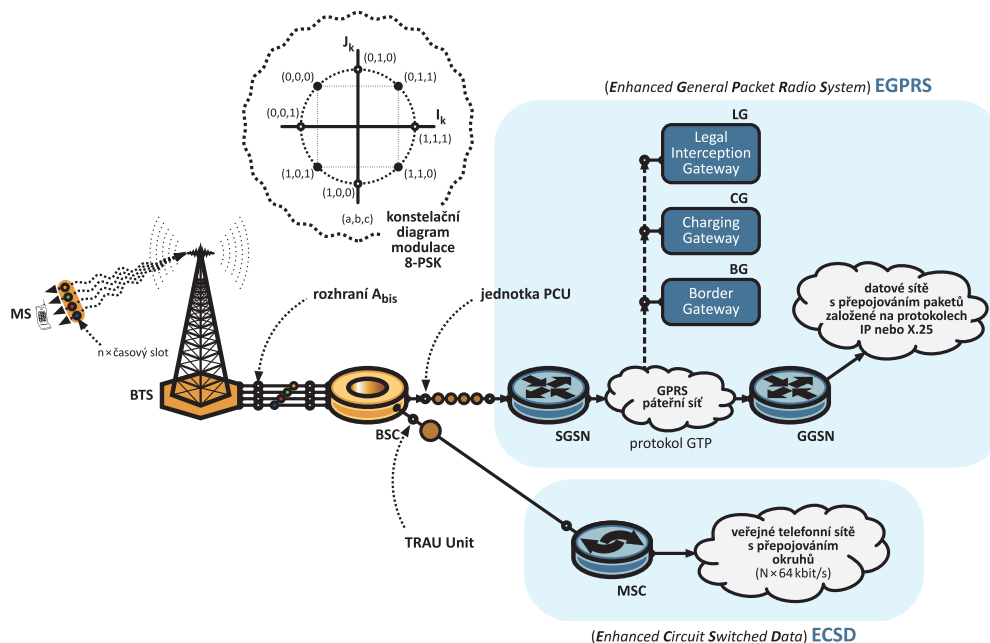 J_k
(0,1,0)
(0,0,0)
(0,1,1)
(0,0,1)
I_k
(1,1,1)
(1,0,1)
(1,1,0)
(1,0,0)
(a,b,c)
konstelační
diagram
modulace
8-PSK
(Enhanced General Packet Radio System) EGPRS
LG
Legal
Interception
Gateway
CG
Charging
Gateway
BG
Border
Gateway
datové sítě
s přepojováním paketů
založené na protokolech
IP nebo X.25
rozhraní A_bis
jednotka PCU
MS
n × časový slot
BTS
BSC
SGSN
GPRS
páteřní síť
protokol GTP
GGSN
TRAU Unit
MSC
veřejné telefonní sítě
s přepojováním
okruhů
(N × 64 kbit/s)
(Enhanced Circuit Switched Data) ECSD